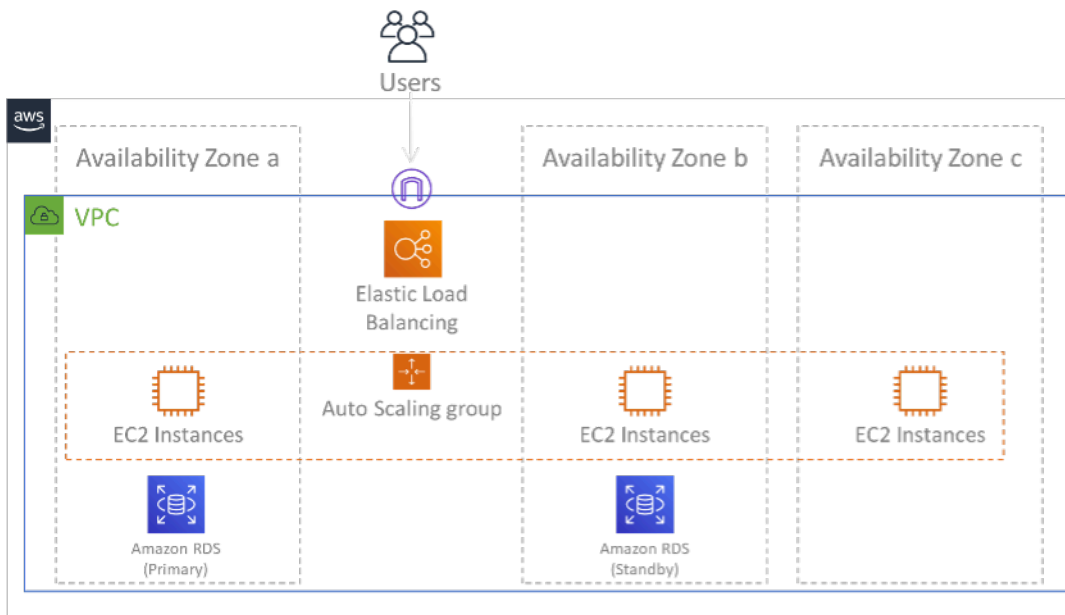 Users
aws
Availability Zone a
Availability Zone b
Availability Zone c
VPC
Elastic Load
Balancing
Auto Scaling group
EC2 Instances
EC2 Instances
EC2 Instances
Amazon RDS
(Primary)
Amazon RDS
(Standby)